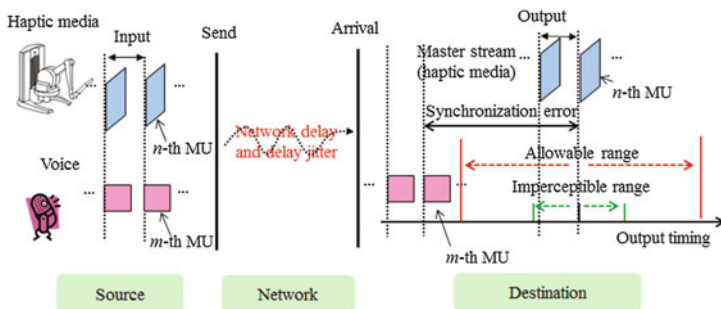 Haptic media
Input
Send
Arrival
Output
Master stream
(haptic media)
...
...
...
...
n-th MU
n-th MU
Synchronization error
Network delay
and delay jitter
Allowable range
Voice
...
...
...
Imperceptible range
m-th MU
m-th MU
Output timing
Source
Network
Destination